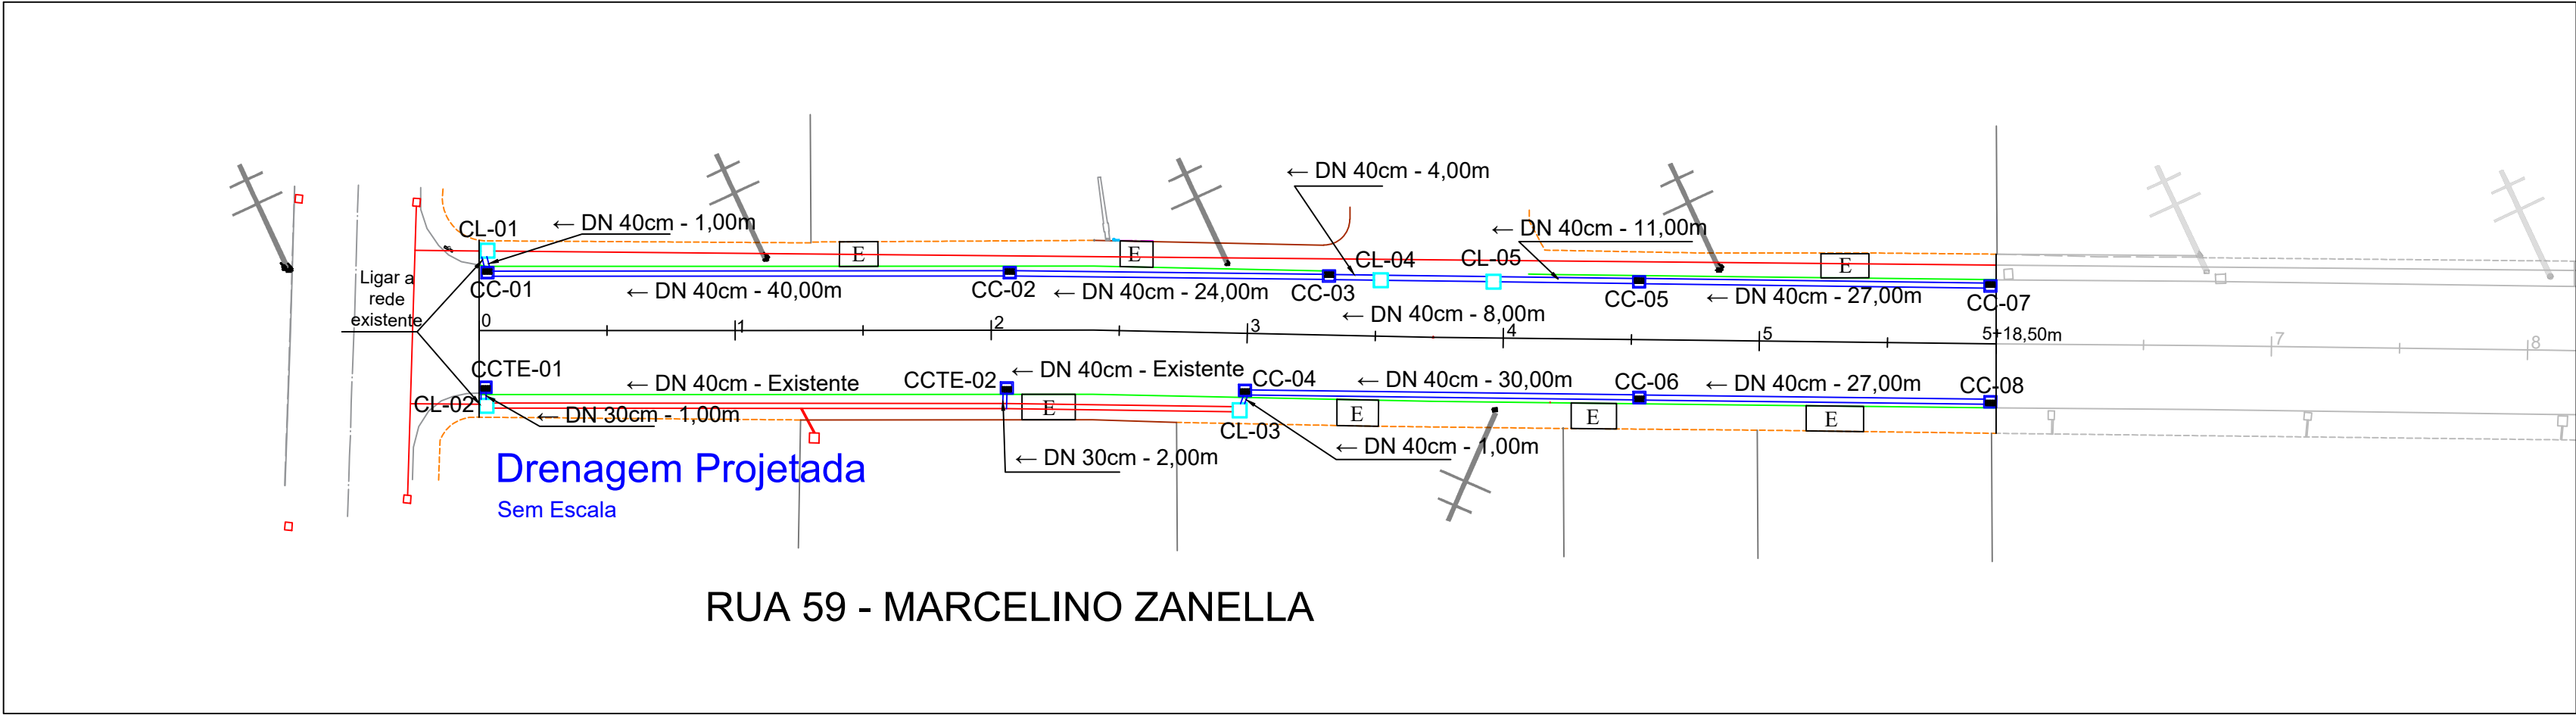 ← DN 40cm - 4,00m
CL-01
← DN 40cm - 1,00m
← DN 40cm - 11,00m
E
E
CL-04
CL-05
E
Ligar a
rede
existente
CC-01
← DN 40cm - 40,00m
CC-02
← DN 40cm - 24,00m
CC-03
CC-05
← DN 40cm - 27,00m
CC-07
← DN 40cm - 8,00m
0
1
2
3
4
5
5+18,50m
7
8
CCTE-01
← DN 40cm - Existente
CCTE-02
← DN 40cm - Existente
CC-04
← DN 40cm - 30,00m
CC-06
← DN 40cm - 27,00m
CC-08
CL-02
← DN 30cm - 1,00m
E
E
E
E
CL-03
← DN 40cm - 1,00m
← DN 30cm - 2,00m
Drenagem Projetada
Sem Escala
RUA 59 - MARCELINO ZANELLA